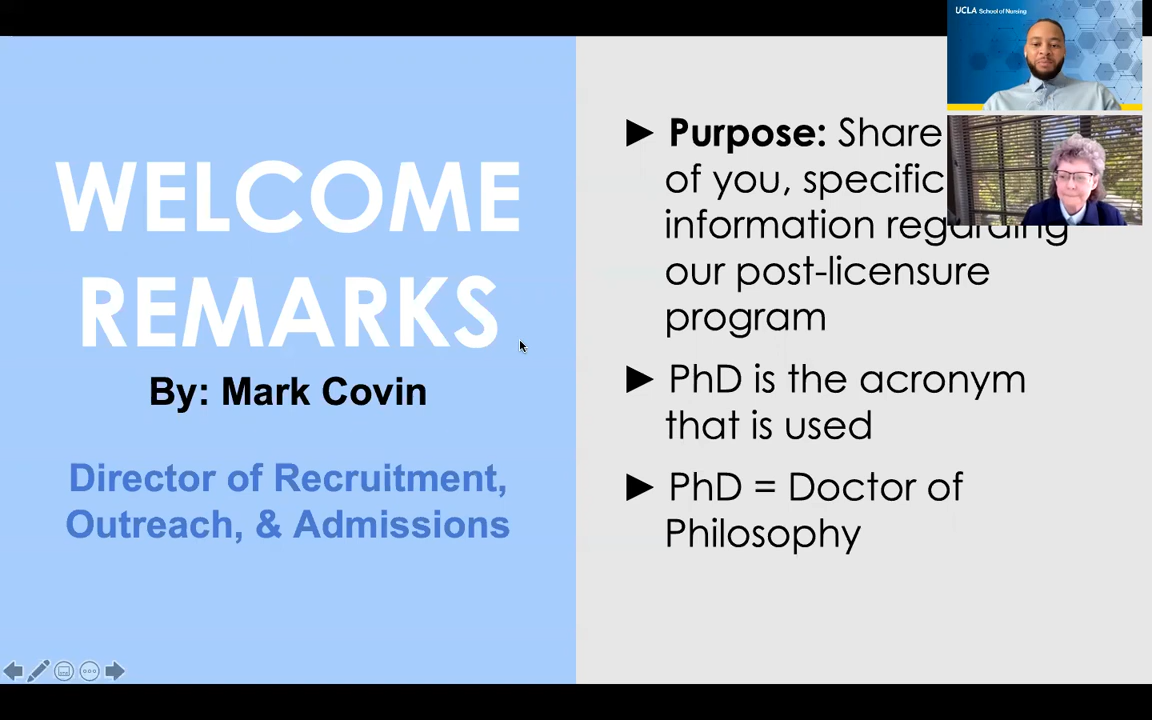 UCLA School of Nursing
WELCOME
REMARKS
By: Mark Covin
Director of Recruitment,
Outreach, & Admissions
► Purpose: Share
of you, specific
information regarding
our post-licensure
program
► PhD is the acronym
that is used
► PhD = Doctor of
Philosophy